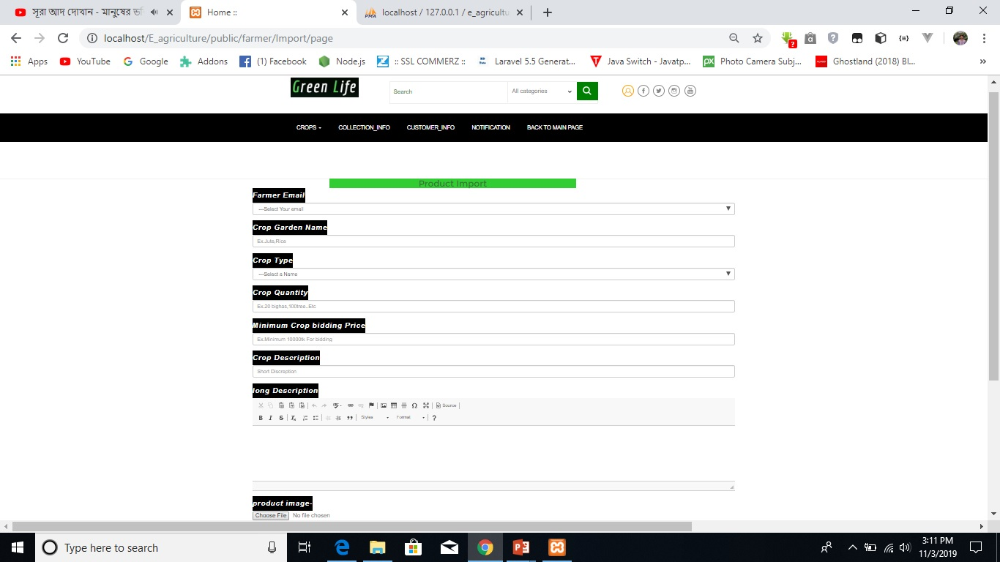 সূরা আদ দোখান - মানুষের
Home ::
localhost / 127.0.0.1 / e_agricultu
localhost/E_agriculture/public/farmer/Import/page
Apps YouTube Google Addons (1) Facebook Node.js :: SSL COMMERZ :: Laravel 5.5 Generat... Java Switch - Javatp... Photo Camera Subj... Ghostland (2018) Bl... »
Green Life
Search
All categories
CROPS COLLECTION_INFO CUSTOMER_INFO NOTIFICATION BACK TO MAIN PAGE
Product Import
Farmer Email
---Select Your email
Crop Garden Name
Ex.Jute,Rice
Crop Type
---Select a Name
Crop Quantity
Ex.20 bighas,100tree..Etc
Minimum Crop bidding Price
Ex.Minimum 10000tk For bidding
Crop Description
Short Discreption
long Description
Source
B I S Styles Format ?
product image-
Choose File No file chosen
Type here to search
3:11 PM
11/3/2019